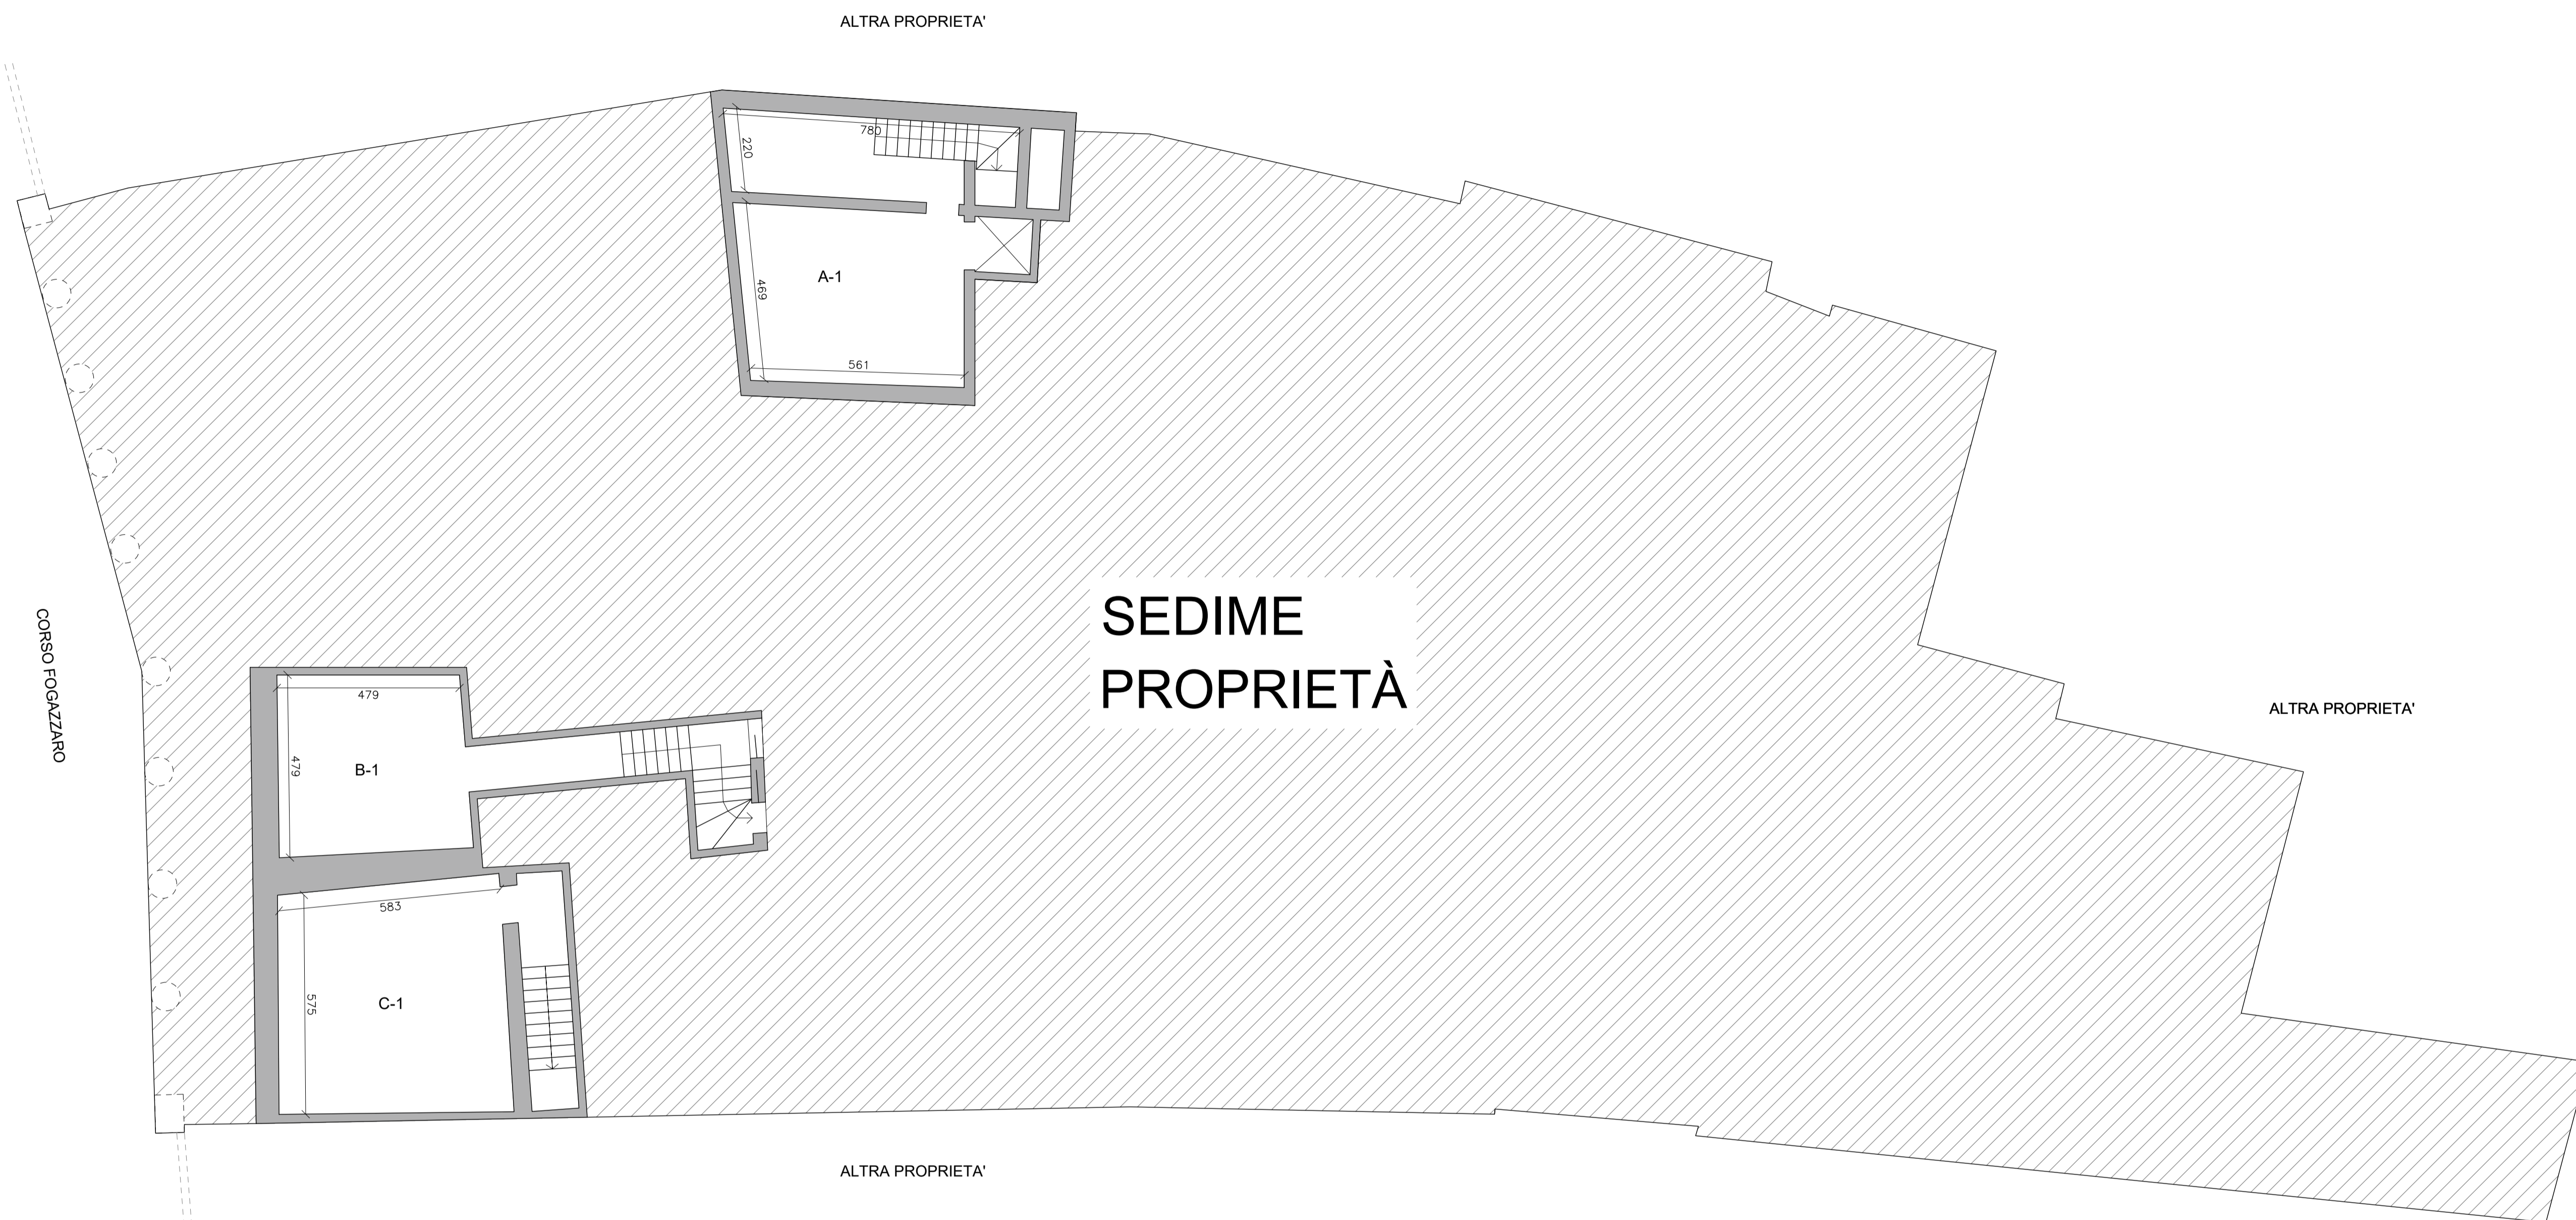 ALTRA PROPRIETA'
780
220
A-1
469
561
CORSO FOGAZZARO
SEDIME
PROPRIETÀ
ALTRA PROPRIETA'
479
479
B-1
583
575
C-1
ALTRA PROPRIETA'